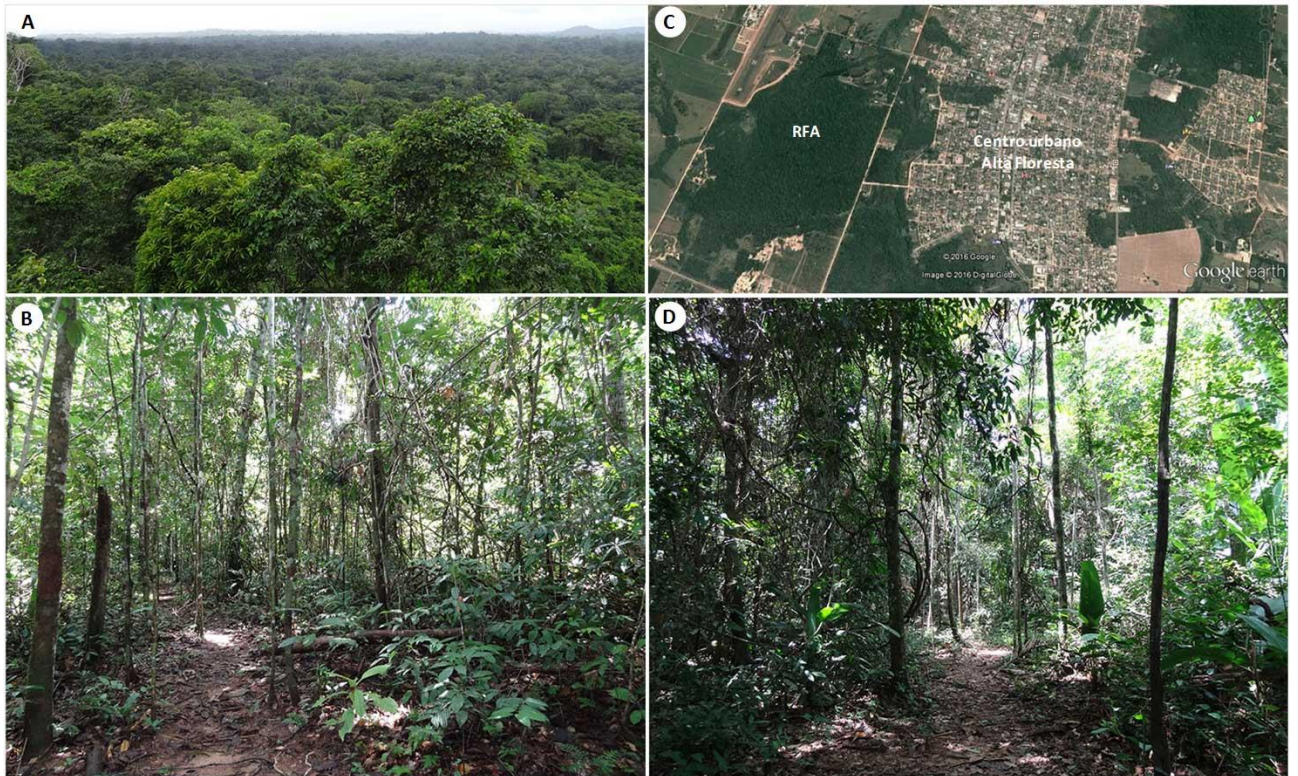 A
B
C
RFA
Centro urbano
Alta Floresta
© 2016 Google
Image © 2016 DigitalGlobe
Google earth
D